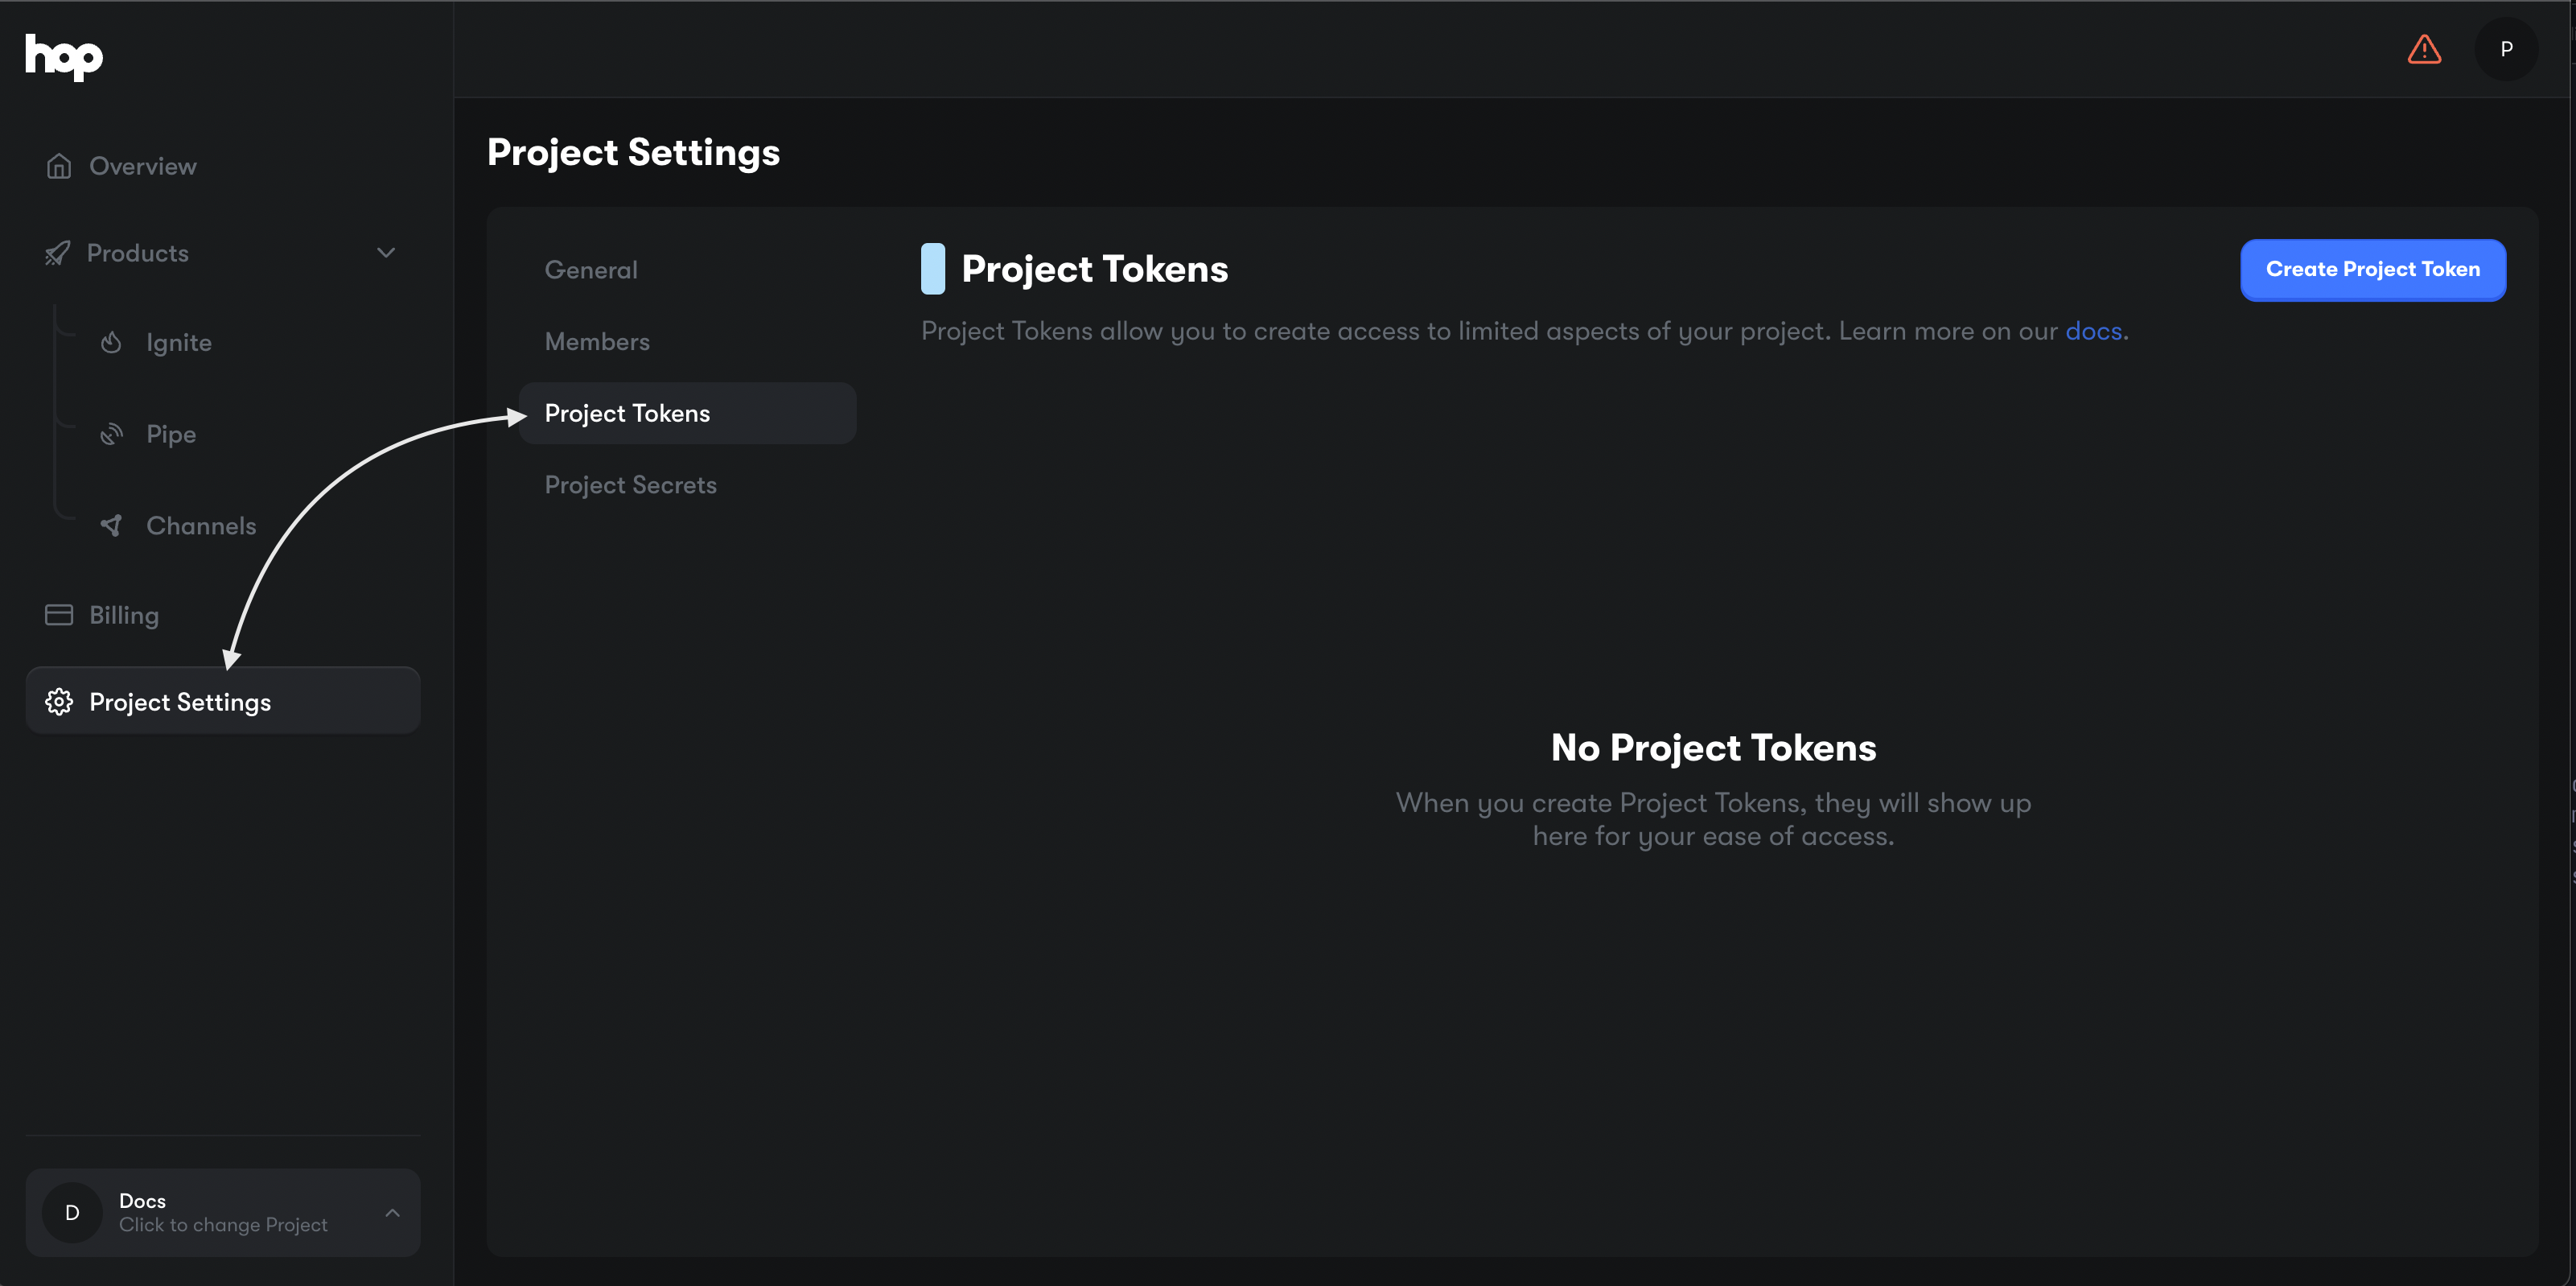 hop
P
Overview
Products
Ignite
Pipe
Channels
Billing
Project Settings
Docs
Click to change Project
D
Project Settings
General
Members
Project Tokens
Project Secrets
Project Tokens
Create Project Token
Project Tokens allow you to create access to limited aspects of your project. Learn more on our docs.
No Project Tokens
When you create Project Tokens, they will show up
here for your ease of access.